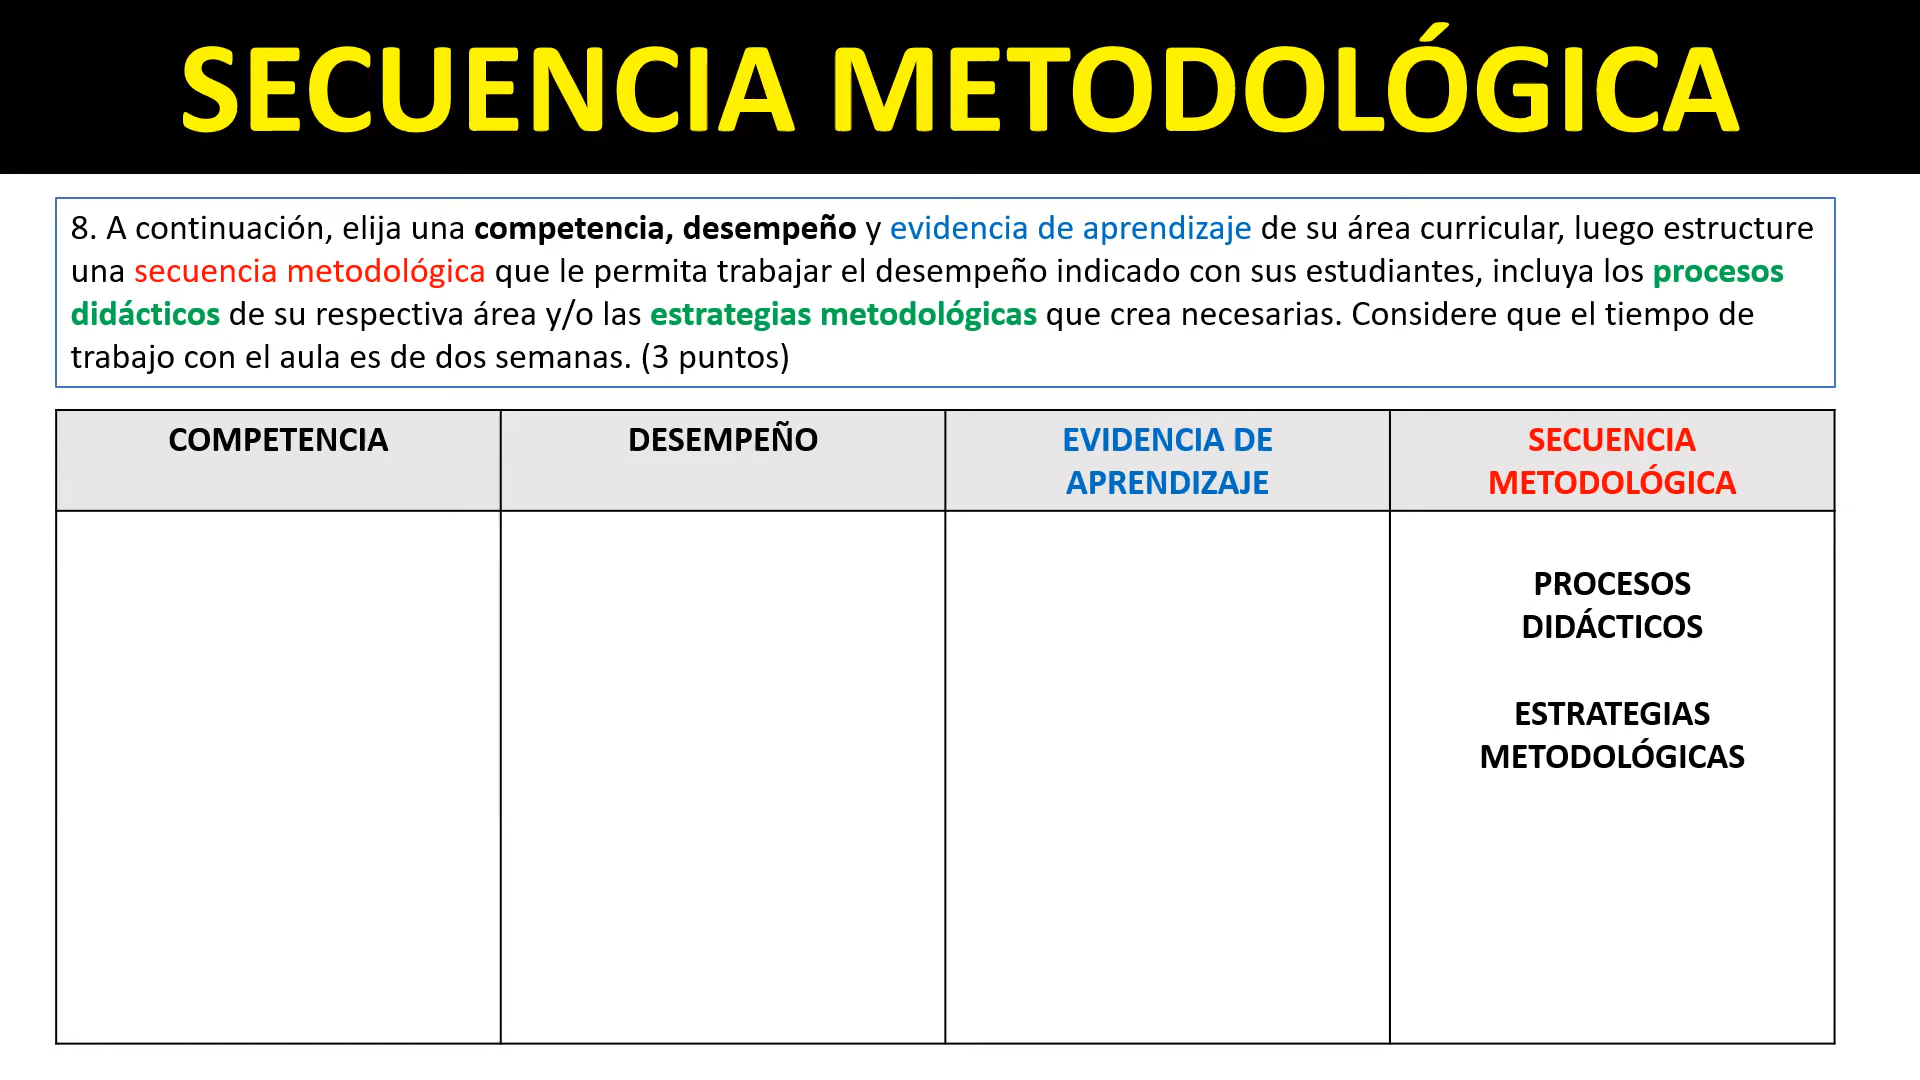 SECUENCIA METODOLÓGICA
8. A continuación, elija una competencia, desempeño y evidencia de aprendizaje de su área curricular, luego estructure
una secuencia metodológica que le permita trabajar el desempeño indicado con sus estudiantes, incluya los procesos
didácticos de su respectiva área y/o las estrategias metodológicas que crea necesarias. Considere que el tiempo de
trabajo con el aula es de dos semanas. (3 puntos)
COMPETENCIA
DESEMPEÑO
EVIDENCIA DE
APRENDIZAJE
SECUENCIA
METODOLÓGICA
PROCESOS
DIDÁCTICOS
ESTRATEGIAS
METODOLÓGICAS